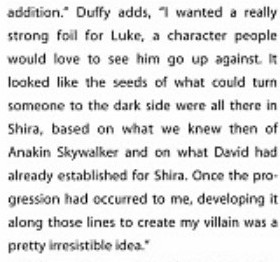 addition.” Duffy adds, “I wanted a really
strong foil for Luke, a character people
would love to see him go up against. It
looked like the seeds of what could turn
someone to the dark side were all there in
Shira, based on what we knew then of
Anakin Skywalker and on what David had
already established for Shira. Once the pro-
gression had occurred to me, developing it
along those lines to create my villain was a
pretty irresistible idea.”